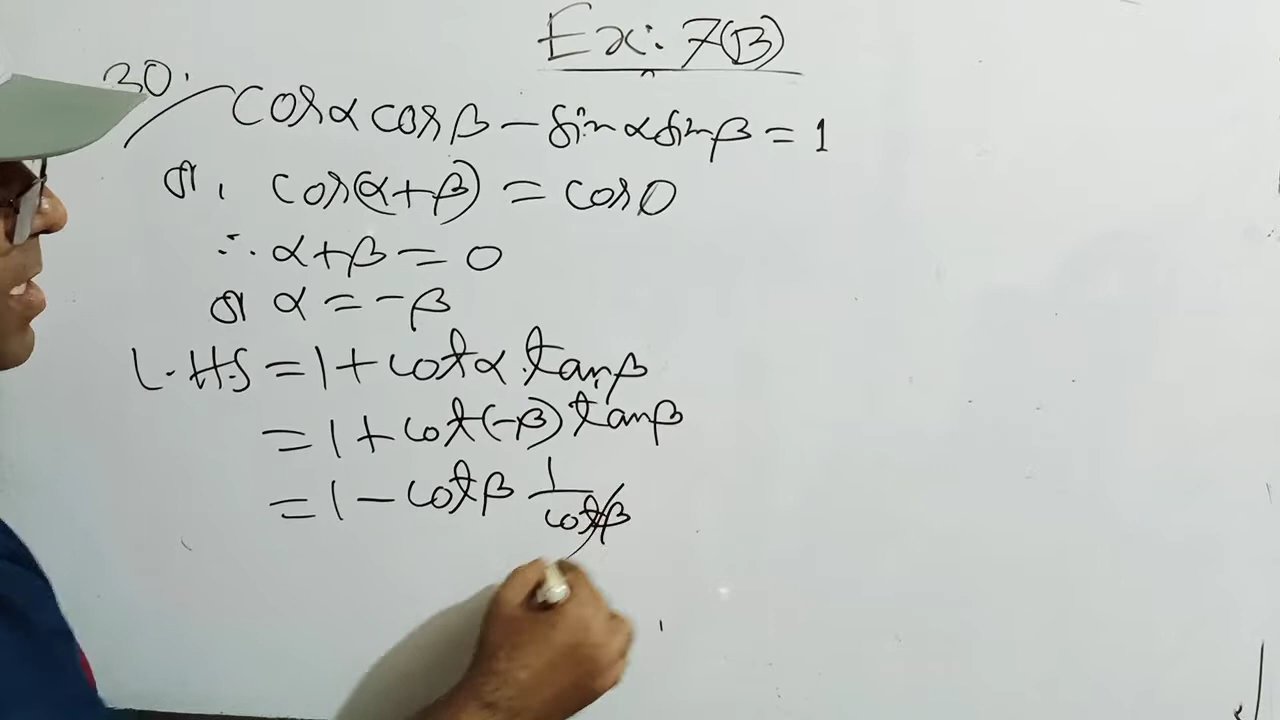 Ex: 7(B)
30. cosα cosβ - sinα sinβ = 1
or, cos(α+β) = cos0
∴ α+β = 0
or α = -β
L.H.S = 1 + cotα.tanβ
= 1 + cot(-β) tanβ
= 1 - cotβ 1/cotβ